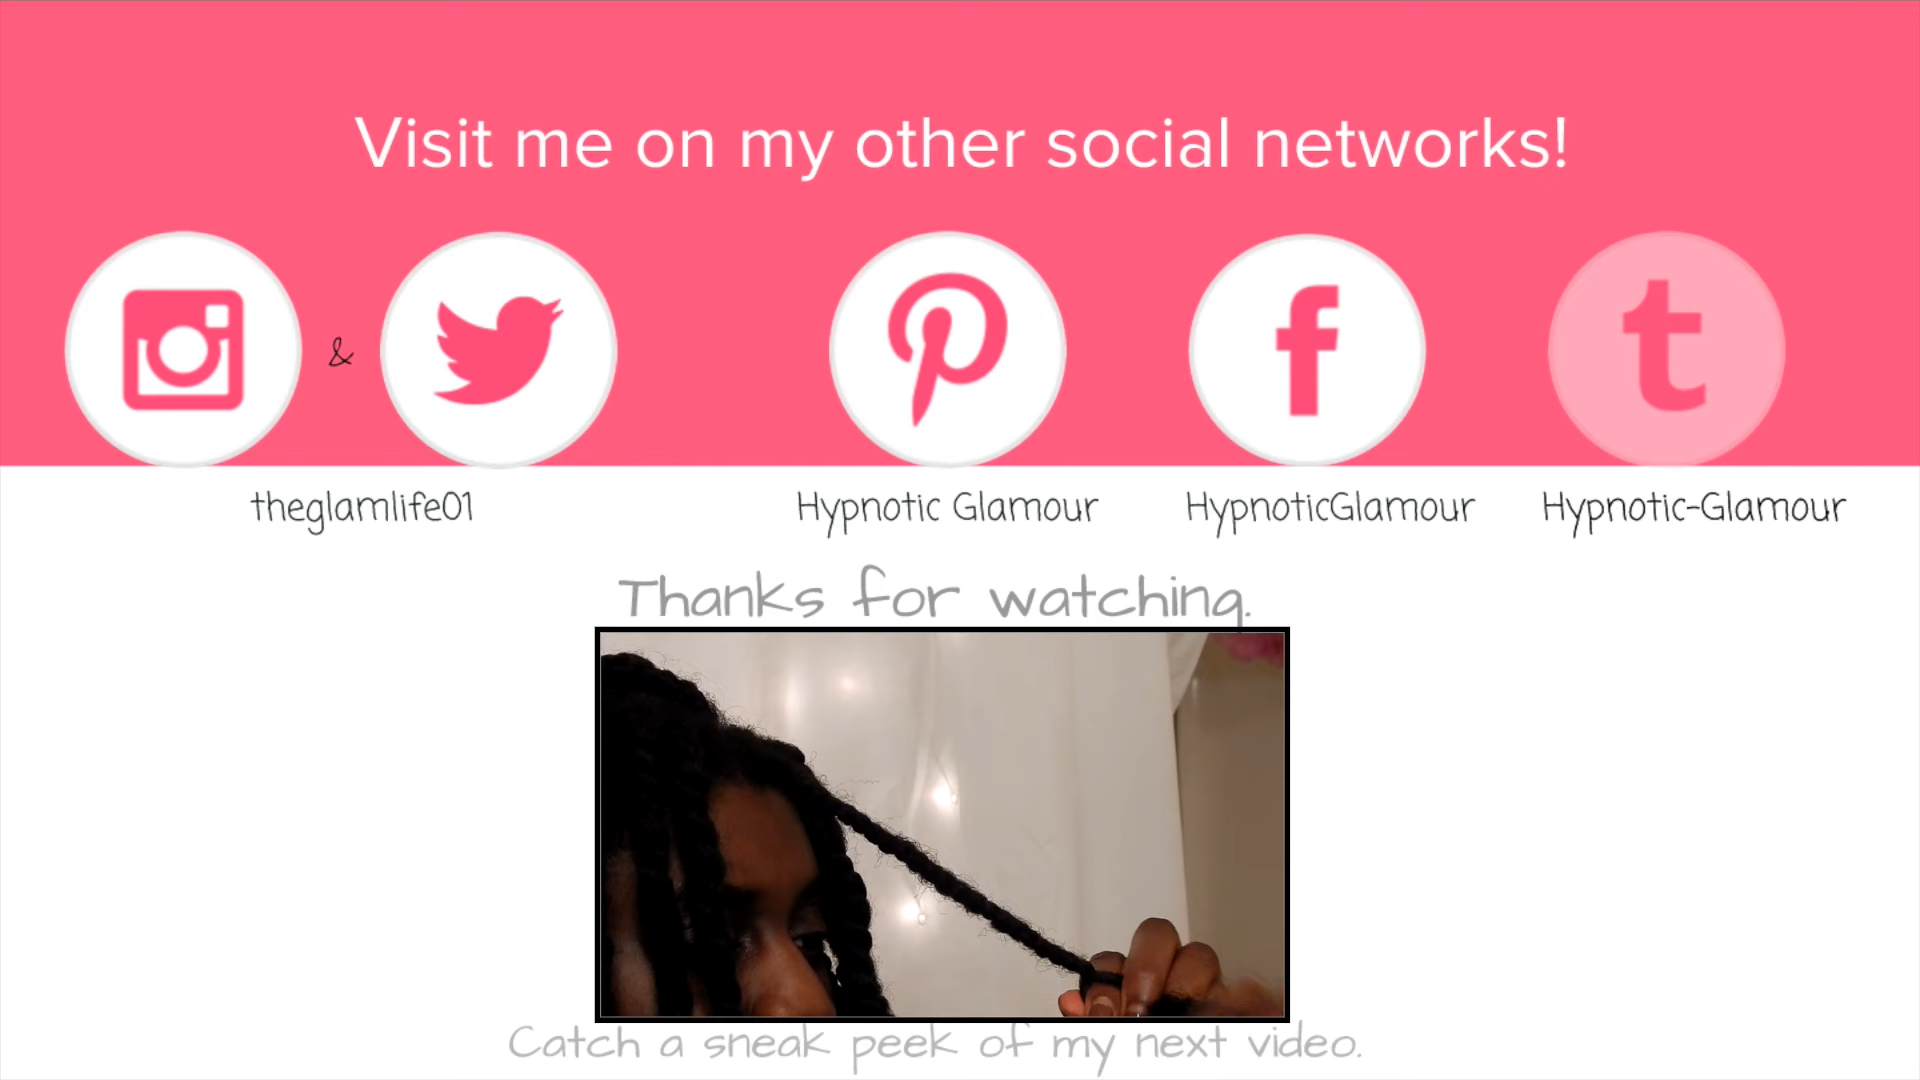 Visit me on my other social networks!
&
theglamlife01
Hypnotic Glamour
HypnoticGlamour
Hypnotic-Glamour
Thanks for watching.
Catch a sneak peek of my next video.